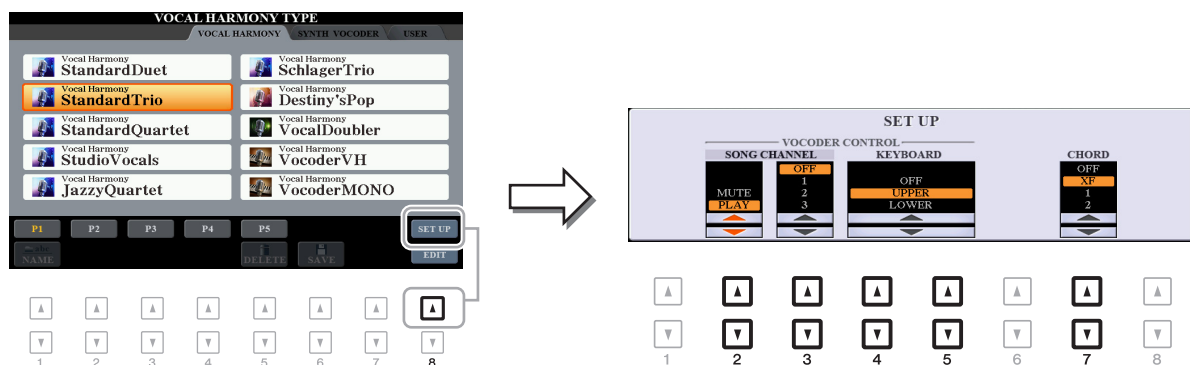 VOCAL HARMONY TYPE
VOCAL HARMONY SYNTH VOCODER USER
Vocal Harmony
StandardDuet
Vocal Harmony
SchlagerTrio
Vocal Harmony
StandardTrio
Vocal Harmony
Destiny'sPop
Vocal Harmony
StandardQuartet
Vocal Harmony
VocalDoubler
Vocal Harmony
StudioVocals
Vocal Harmony
VocoderVH
Vocal Harmony
JazzyQuartet
Vocal Harmony
VocoderMONO
P1 P2 P3 P4 P5 SET UP
NAME DELETE SAVE EDIT
1 2 3 4 5 6 7 8
SET UP
VOCODER CONTROL
SONG CHANNEL KEYBOARD CHORD
OFF OFF
1 OFF XF
MUTE 2 UPPER 1
PLAY 3 LOWER 2
1 2 3 4 5 6 7 8